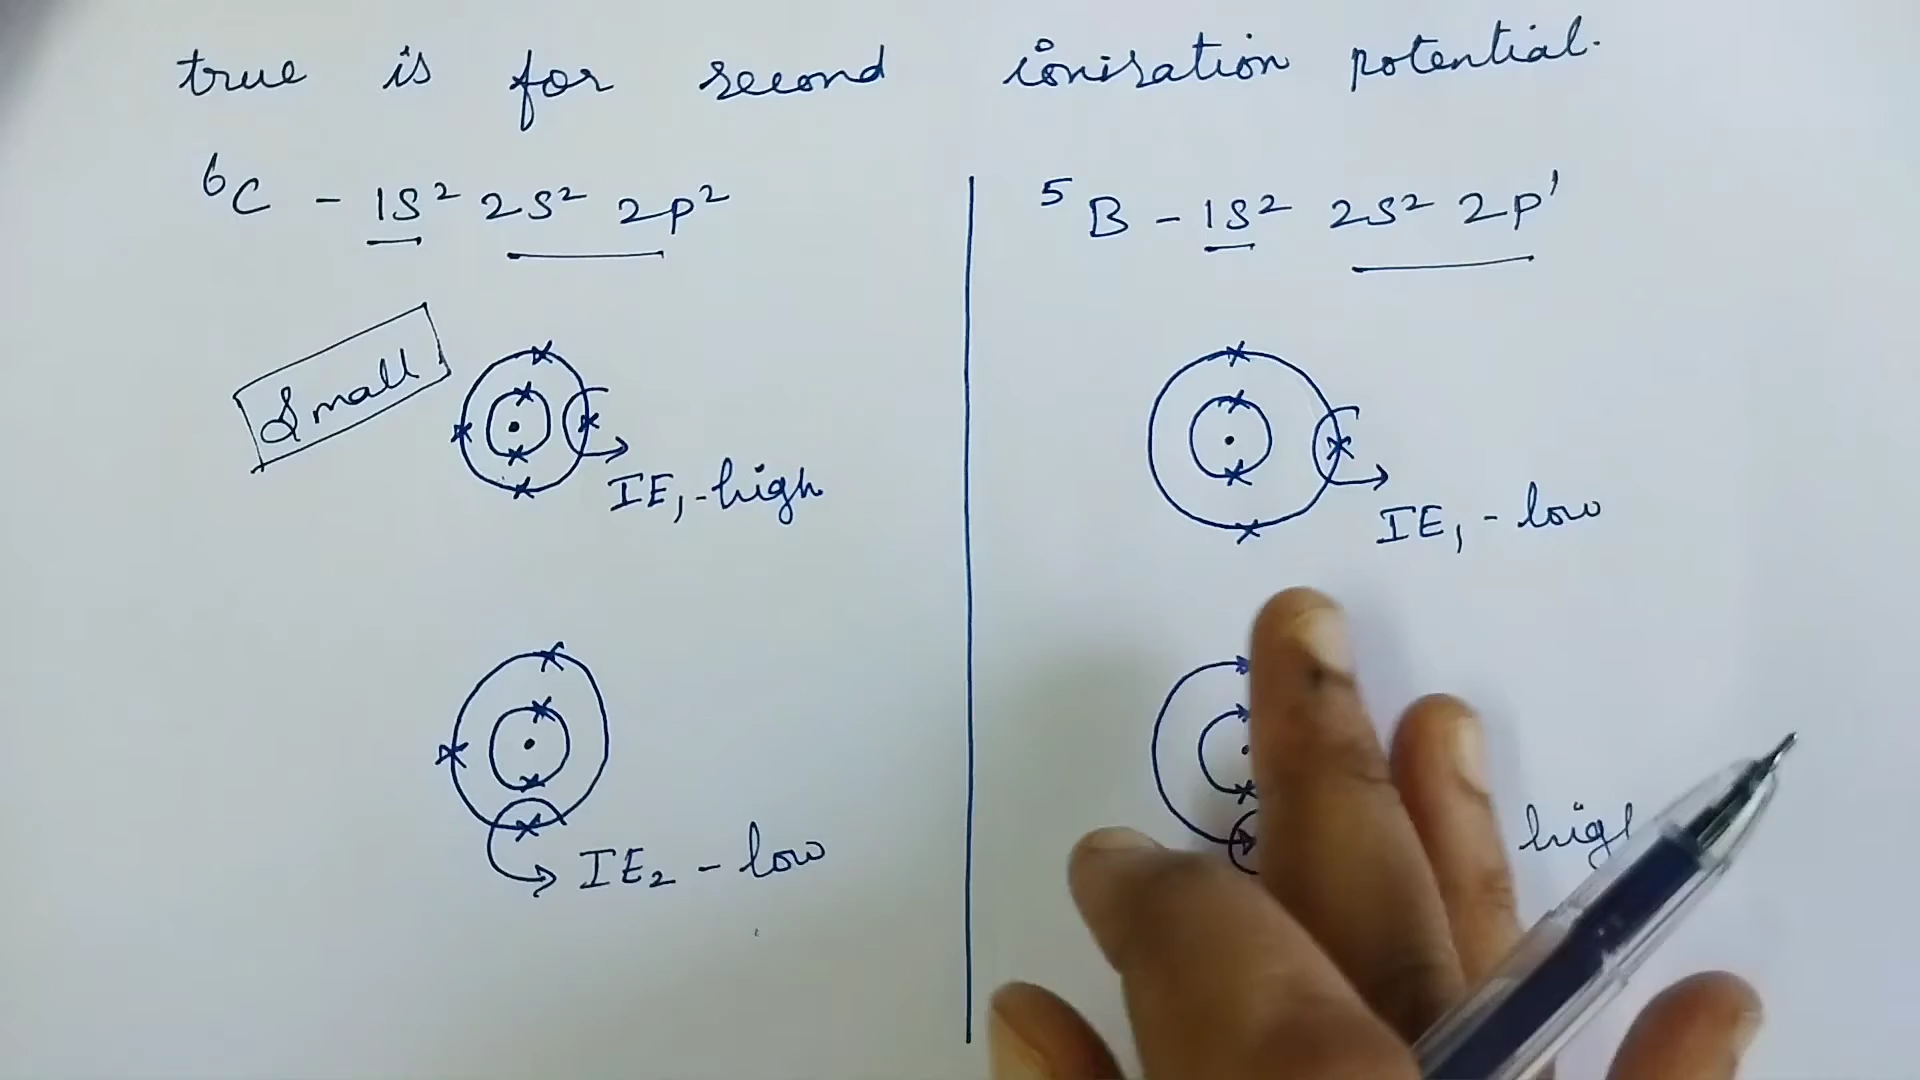 true is for second ionisation potential.
⁶C - 1S² 2S² 2P²
⁵B - 1S² 2S² 2P¹
Small
IE₁ - high
IE₁ - low
IE₂ - low
high